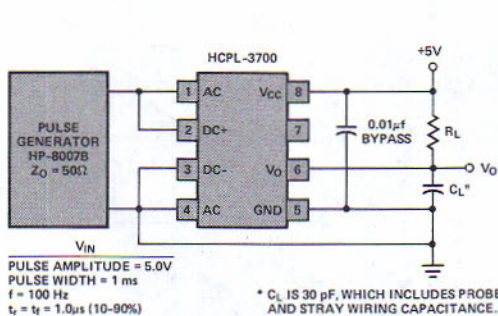 HCPL-3700
+5V
PULSE
GENERATOR
HP-8007B
ZO = 50Ω
1 AC
2 DC+
3 DC-
4 AC
VCC 8
7
VO 6
GND 5
0.01µf
BYPASS
RL
VO
CL*
VIN
PULSE AMPLITUDE = 5.0V
PULSE WIDTH = 1 ms
f = 100 Hz
tr = tf = 1.0µs (10-90%)
* CL IS 30 pF, WHICH INCLUDES PROBE
AND STRAY WIRING CAPACITANCE.